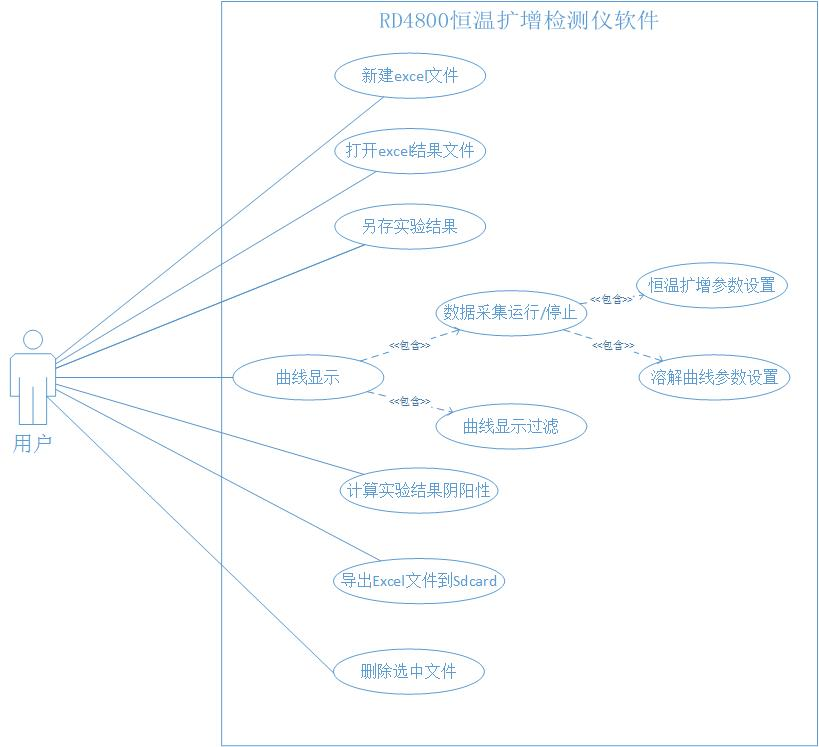 RD4800恒温扩增检测仪软件
新建excel文件
打开excel结果文件
另存实验结果
恒温扩增参数设置
<<包含>>
数据采集运行/停止
<<包含>>
<<包含>>
曲线显示
溶解曲线参数设置
<<包含>>
曲线显示过滤
用户
计算实验结果阴阳性
导出Excel文件到Sdcard
删除选中文件